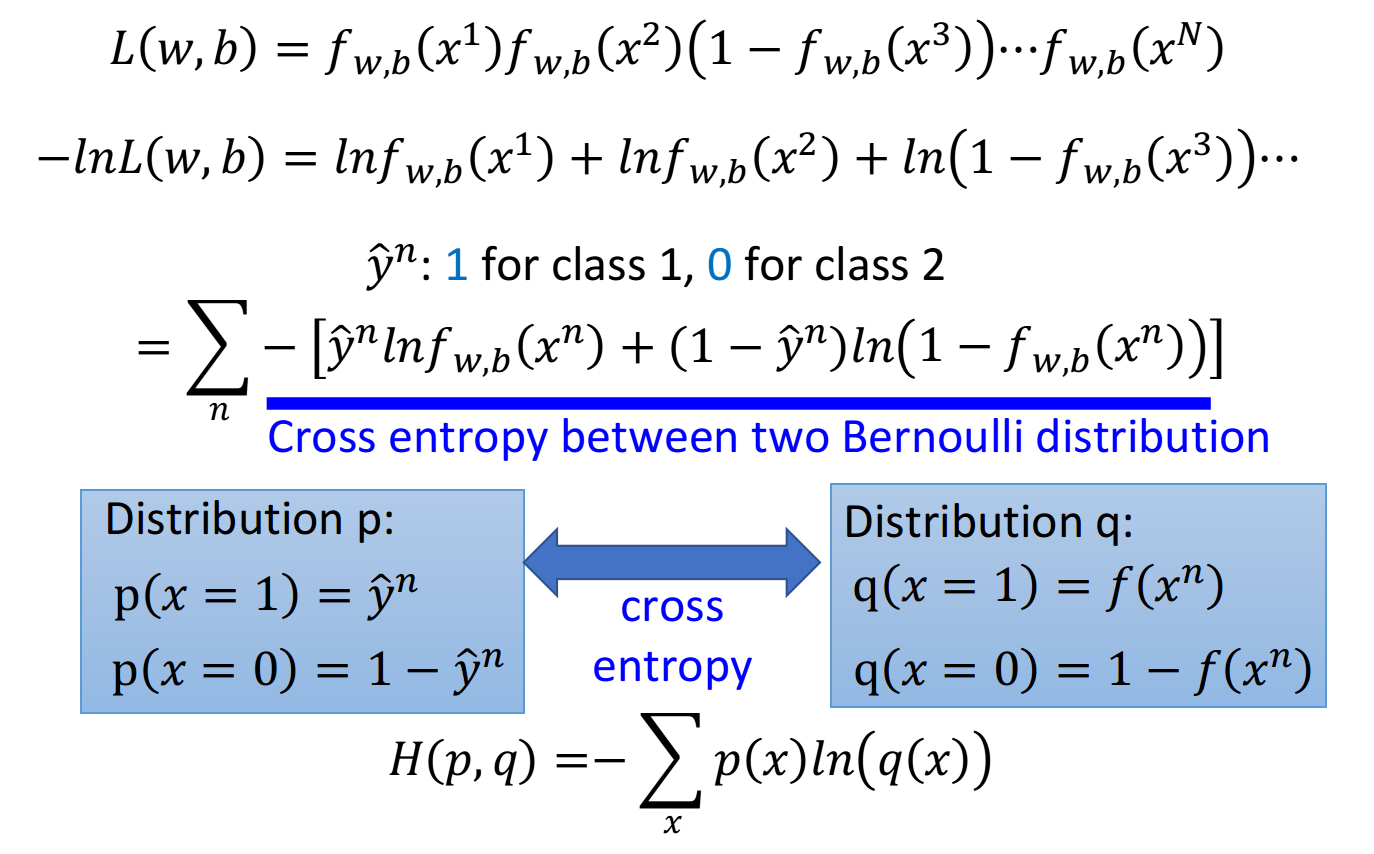 L(w, b) = f_{w,b}(x^1)f_{w,b}(x^2)(1 − f_{w,b}(x^3))⋯f_{w,b}(x^N)
−lnL(w, b) = lnf_{w,b}(x^1) + lnf_{w,b}(x^2) + ln(1 − f_{w,b}(x^3))⋯
ŷ^n: 1 for class 1, 0 for class 2
= ∑_n −[ŷ^n lnf_{w,b}(x^n) + (1 − ŷ^n)ln(1 − f_{w,b}(x^n))]
Cross entropy between two Bernoulli distribution
Distribution p:
p(x = 1) = ŷ^n
p(x = 0) = 1 − ŷ^n
cross
entropy
Distribution q:
q(x = 1) = f(x^n)
q(x = 0) = 1 − f(x^n)
H(p, q) =− ∑_x p(x)ln(q(x))